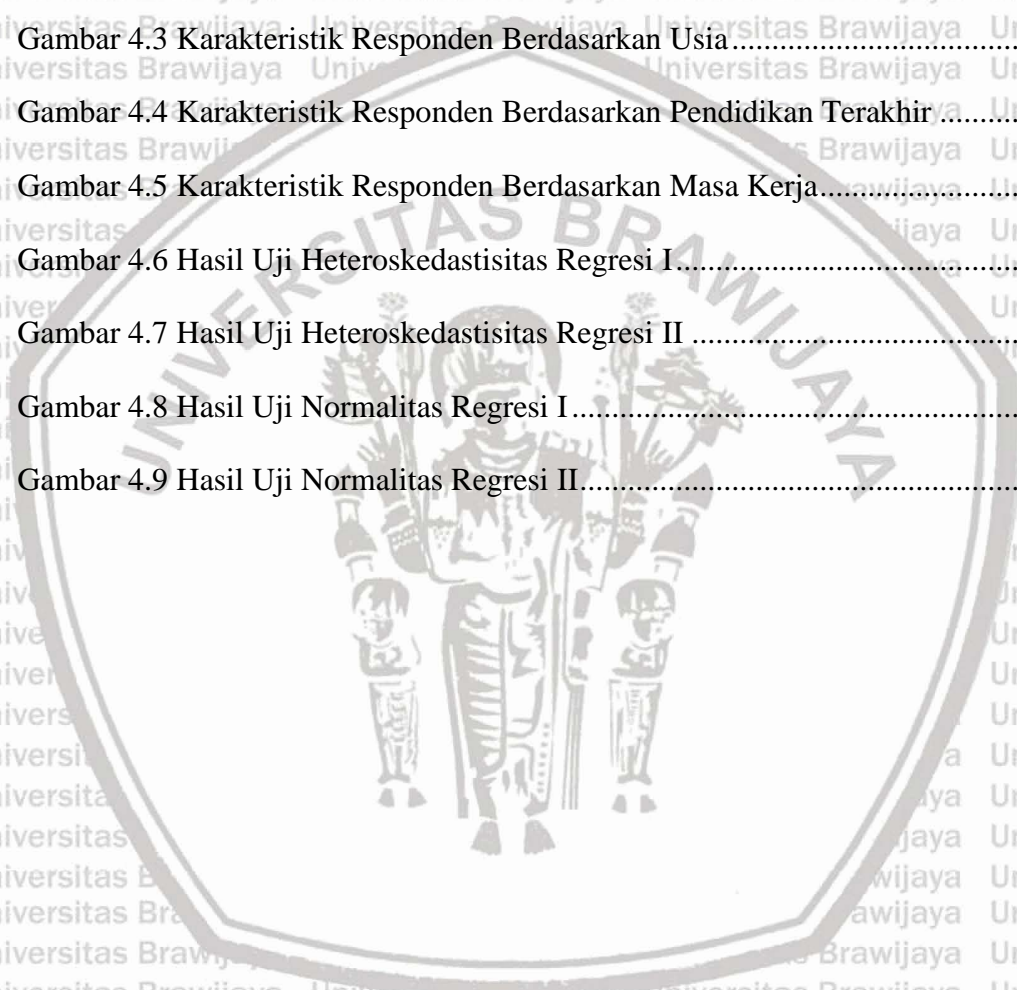 Gambar 4.3 Karakteristik Responden Berdasarkan Usia....................................
Gambar 4.4 Karakteristik Responden Berdasarkan Pendidikan Terakhir..........
Gambar 4.5 Karakteristik Responden Berdasarkan Masa Kerja.........................
Gambar 4.6 Hasil Uji Heteroskedastisitas Regresi I...........................................
Gambar 4.7 Hasil Uji Heteroskedastisitas Regresi II .........................................
Gambar 4.8 Hasil Uji Normalitas Regresi I.......................................................
Gambar 4.9 Hasil Uji Normalitas Regresi II......................................................
UNIVERSITAS BRAWIJAYA